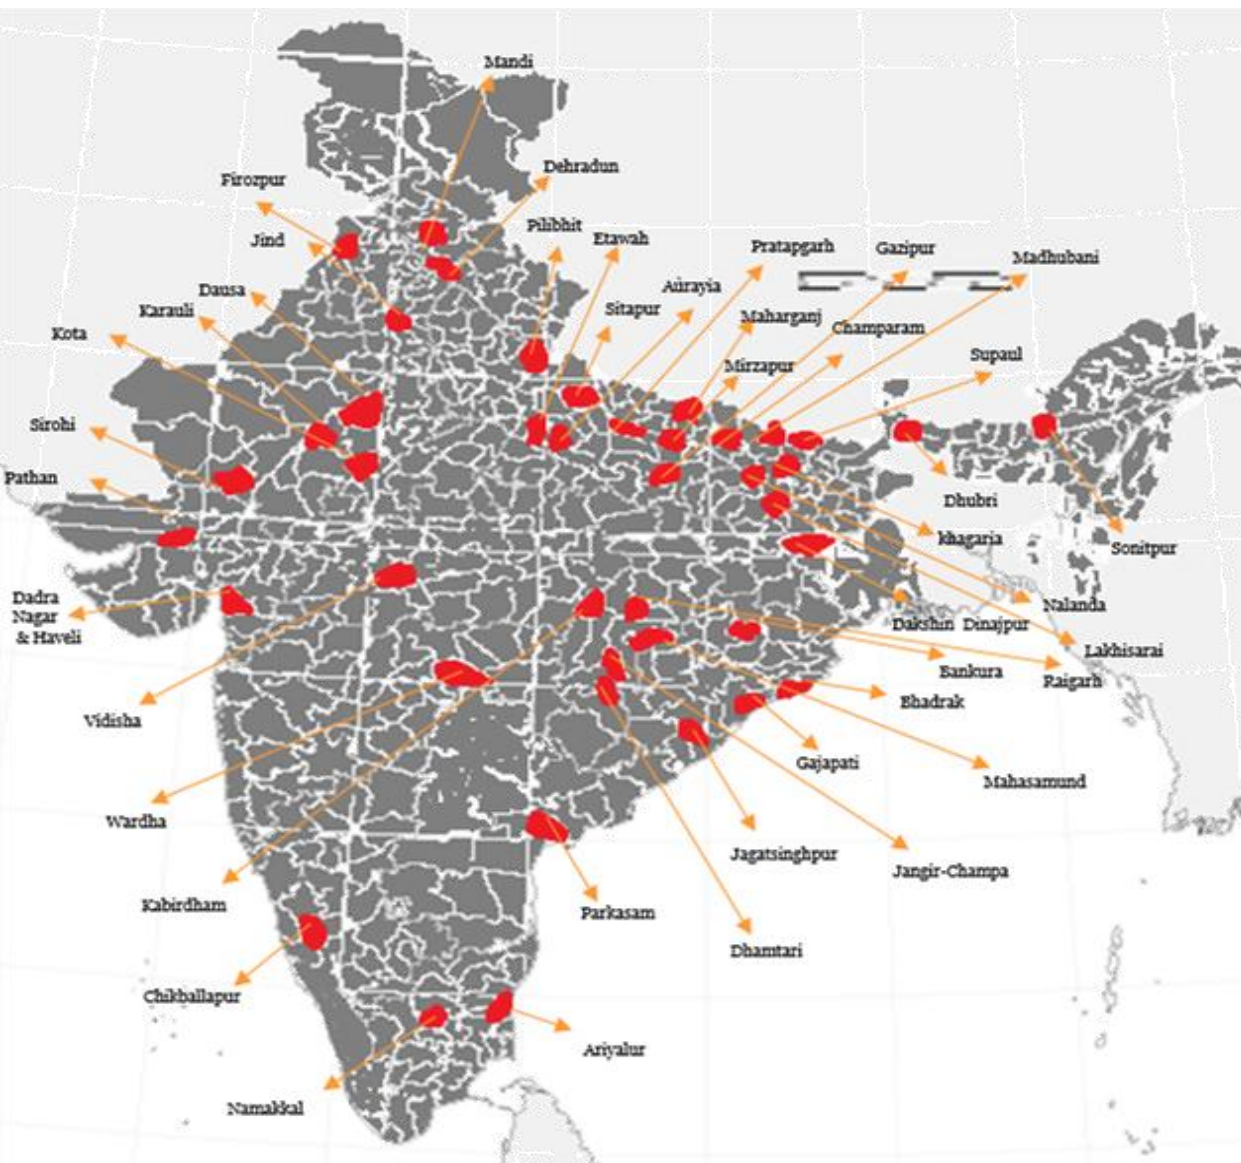 Mandi
Dehradun
Firozpur
Pilibhit
Jind
Etawah
Pratapgarh
Gazipur
Madhubani
Dausa
Aurayia
Karauli
Sitapur
Maharganj
Kota
Champaram
Supaul
Mirzapur
Sirohi
Pathan
Dhubri
khagaria
Sonitpur
Dadra
Nagar
& Haveli
Nalanda
Dakshin Dinajpur
Lakhisarai
Bankura
Raigarh
Bhadrak
Vidisha
Gajapati
Mahasamund
Wardha
Jagatsinghpur
Jangir-Champa
Kabirdham
Parkasam
Dhamtari
Chikballapur
Ariyalur
Namakkal